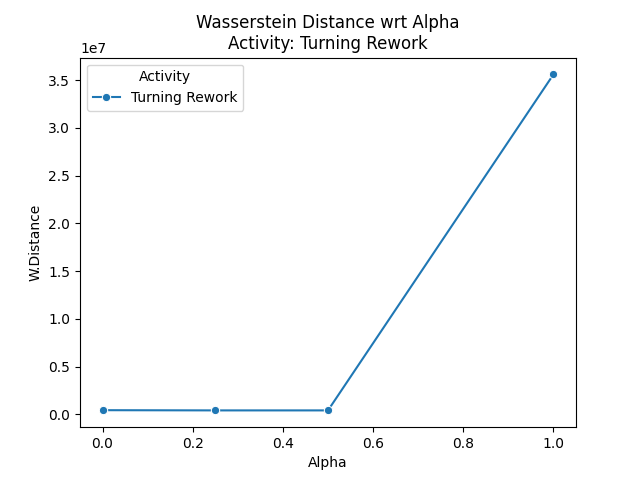 Wasserstein Distance wrt Alpha
Activity: Turning Rework
1e7
Activity
Turning Rework
3.5
3.0
2.5
2.0
1.5
1.0
0.5
0.0
W.Distance
0.0 0.2 0.4 0.6 0.8 1.0
Alpha